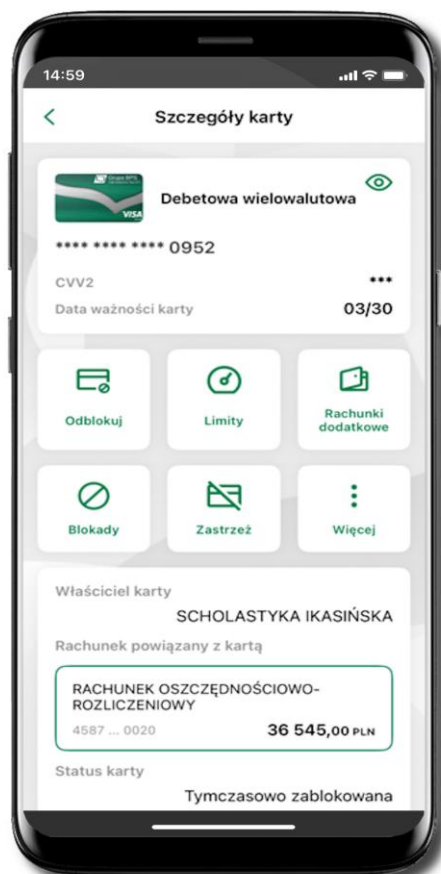 14:59
Szczegóły karty
Grupa BPS
VISA
Debetowa wielowalutowa
**** **** **** 0952
CVV2
***
Data ważności karty
03/30
Odblokuj
Limity
Rachunki
dodatkowe
Blokady
Zastrzeż
Więcej
Właściciel karty
SCHOLASTYKA IKASIŃSKA
Rachunek powiązany z kartą
RACHUNEK OSZCZĘDNOŚCIOWO-
ROZLICZENIOWY
4587 ... 0020
36 545,00 PLN
Status karty
Tymczasowo zablokowana